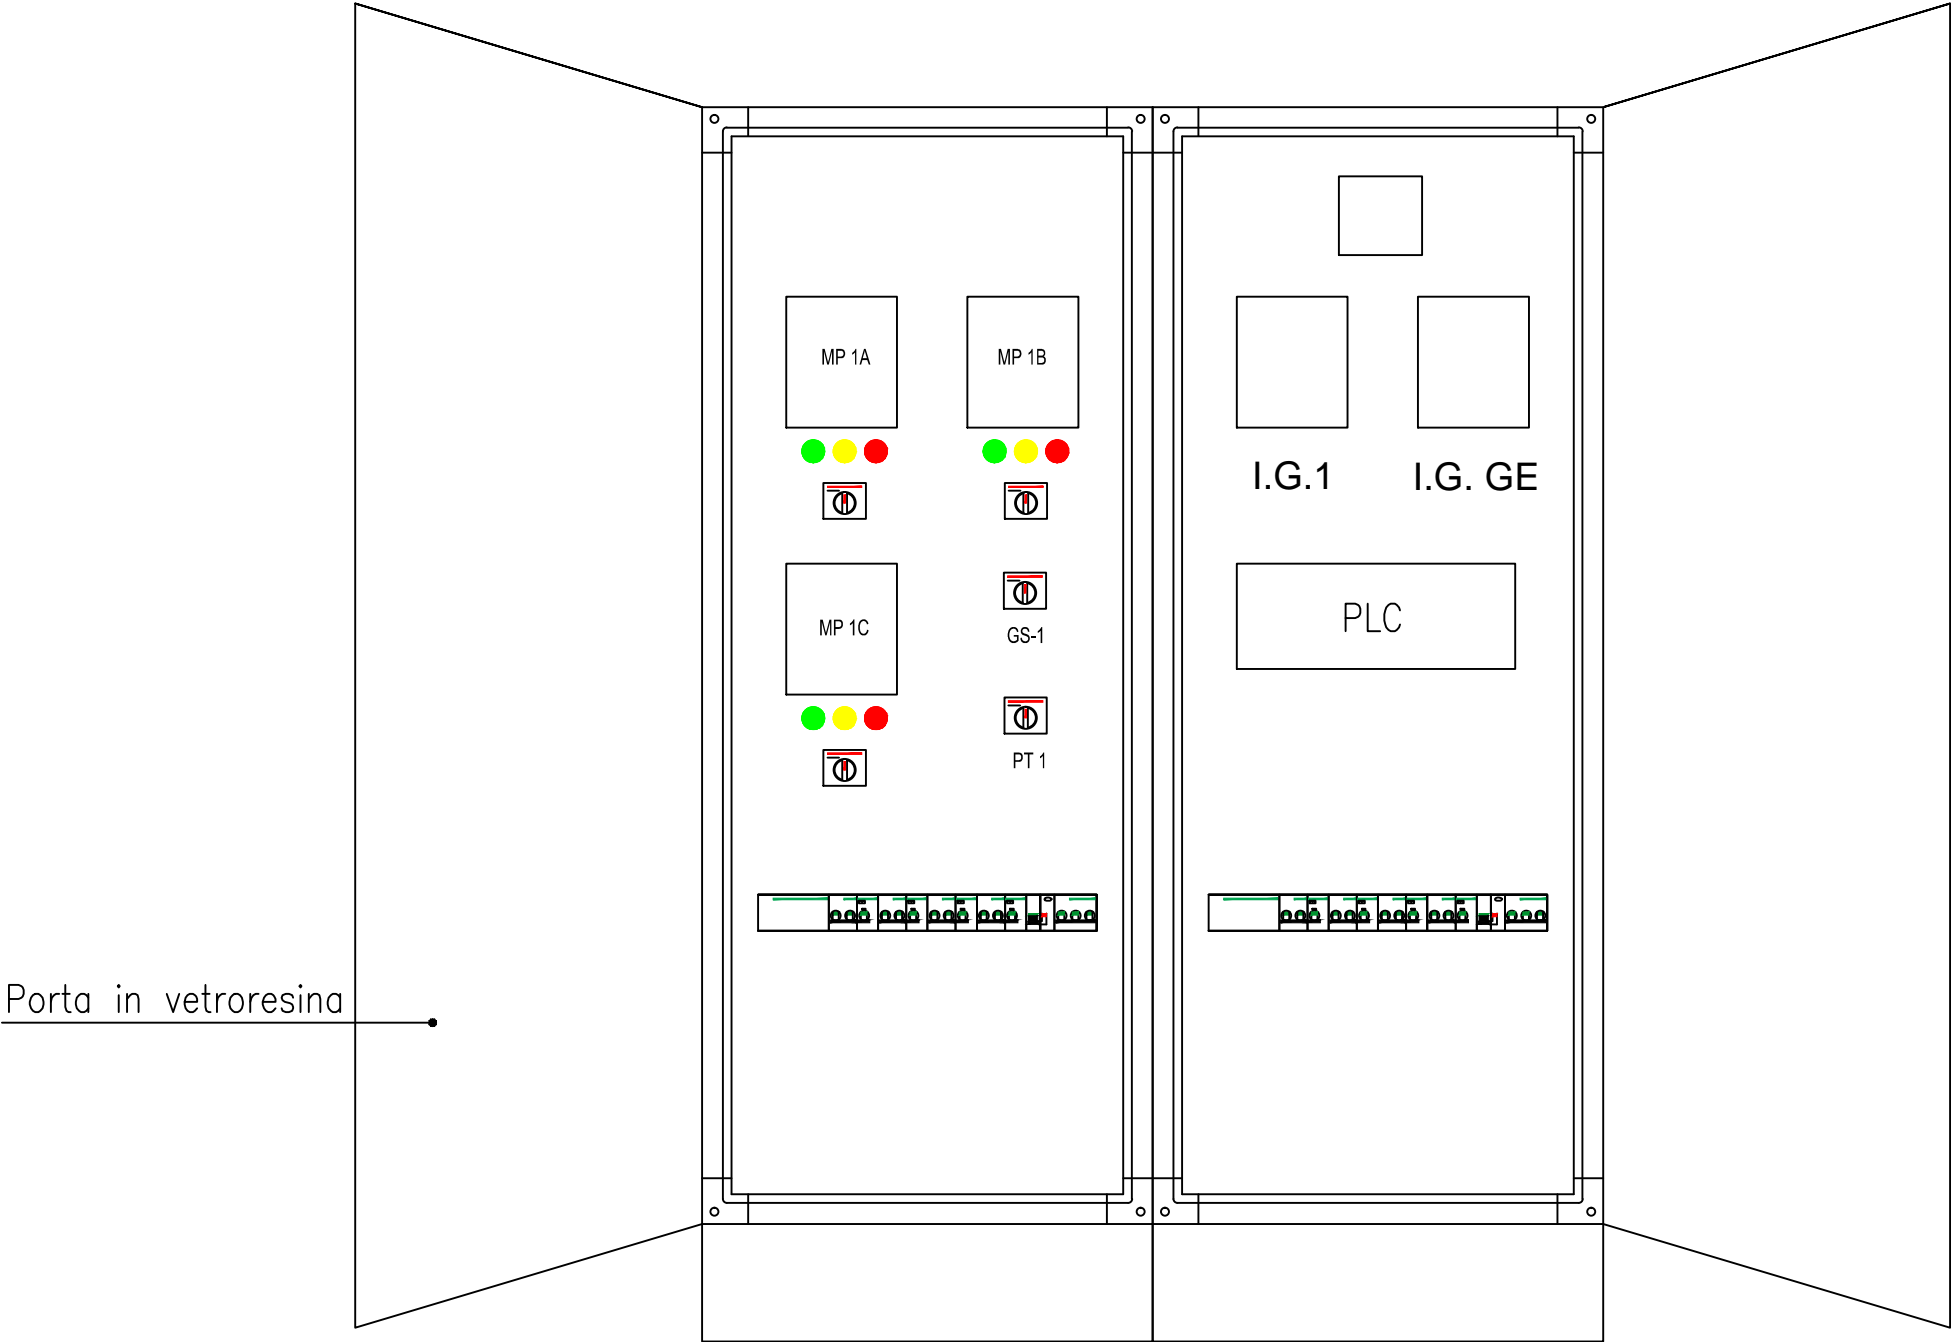 MP 1A
MP 1B
I.G.1
I.G. GE
MP 1C
GS-1
PLC
PT 1
Porta in vetroresina